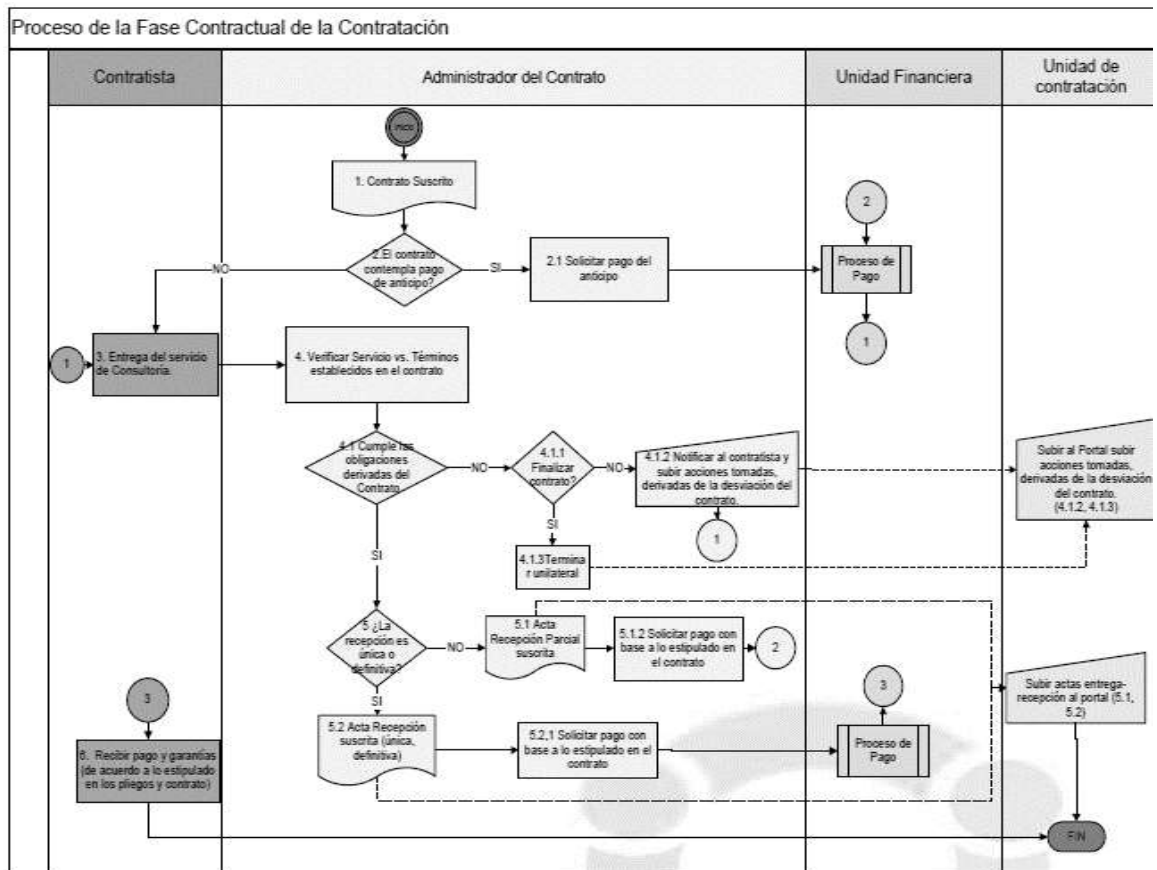 Proceso de la Fase Contractual de la Contratación
Contratista
Administrador del Contrato
Unidad Financiera
Unidad de
contratación
Inicio
1. Contrato Suscrito
2.El contrato
contempla pago
de anticipo?
NO
SI
2.1 Solicitar pago del
anticipo
2
Proceso de
Pago
1
1
3. Entrega del servicio
de Consultoría.
4. Verificar Servicio vs. Términos
establecidos en el contrato
4.1 Cumple las
obligaciones
derivadas del
Contrato
NO
4.1.1
Finalizar
contrato?
NO
4.1.2 Notificar al contratista y
subir acciones tomadas,
derivadas de la desviación del
contrato.
Subir al Portal subir
acciones tomadas,
derivadas de la desviación
del contrato.
(4.1.2, 4.1.3)
SI
1
4.1.3Termina
r unilateral
SI
5 ¿La
recepción es
única o
definitiva?
NO
5.1 Acta
Recepción Parcial
suscrita
5.1.2 Solicitar pago con
base a lo estipulado en
el contrato
2
SI
Subir actas entrega-
recepción al portal (5.1,
5.2)
3
3
5.2 Acta Recepción
suscrita (única,
definitiva)
5.2,1 Solicitar pago con
base a lo estipulado en el
contrato
Proceso de
Pago
6. Recibir pago y garantías
(de acuerdo a lo estipulado
en los pliegos y contrato)
FIN